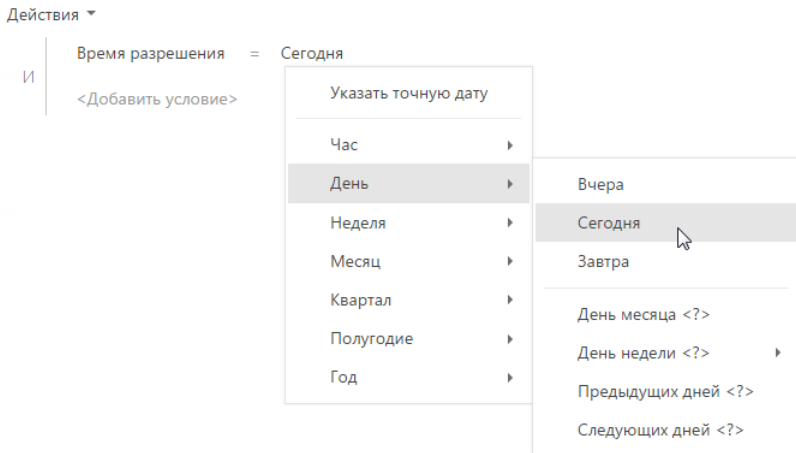 Действия
Время разрешения = Сегодня
И
<Добавить условие>
Указать точную дату
Час
День
Неделя
Месяц
Квартал
Полугодие
Год
Вчера
Сегодня
Завтра
День месяца <?>
День недели <?>
Предыдущих дней <?>
Следующих дней <?>